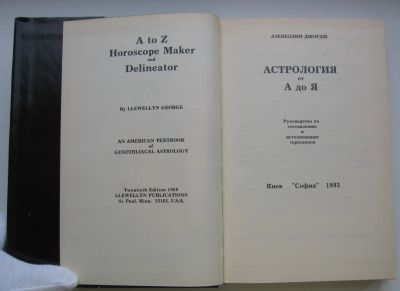 A to Z
Horoscope Maker
and
Delineator
By LLEWELLYN GEORGE
AN AMERICAN TEXTBOOK
of
GENETHLIACAL ASTROLOGY
Twentieth Edition 1969
LLEWELLYN PUBLICATIONS
St. Paul, Minn. 55101, U.S.A.
ЛЛЕВЕЛЛИН ДЖОРДЖ
АСТРОЛОГИЯ
от
А до Я
Руководство по
составлению
и
истолкованию
гороскопов
Киев "София" 1993